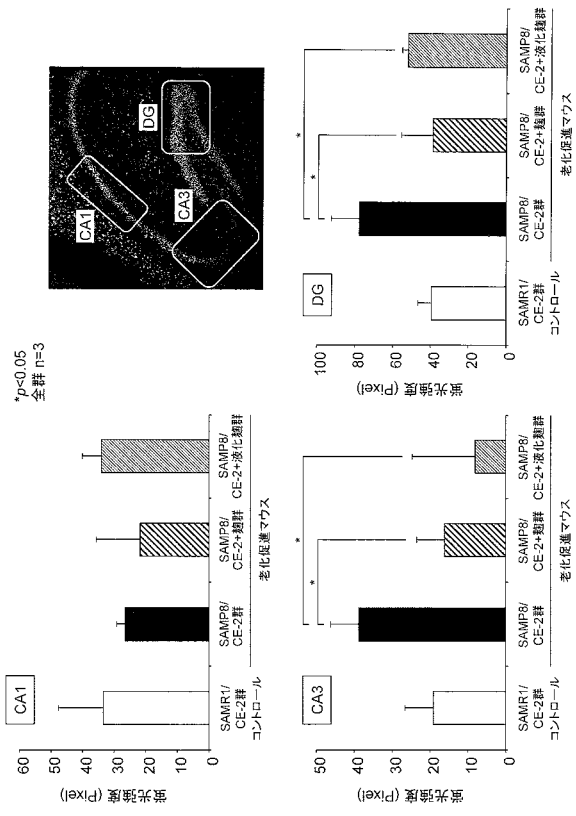 *p<0.05
全群 n=3
CA1
蛍光強度 (Pixel)
60
50
40
30
20
10
0
SAMR1/
CE-2群
コントロール
SAMP8/
CE-2群
SAMP8/
CE-2+麹群
SAMP8/
CE-2+液化麹群
老化促進マウス
CA1
CA3
DG
CA3
蛍光強度 (Pixel)
50
40
30
20
10
0
*
*
SAMR1/
CE-2群
コントロール
SAMP8/
CE-2群
SAMP8/
CE-2+麹群
SAMP8/
CE-2+液化麹群
老化促進マウス
DG
蛍光強度 (Pixel)
100
80
60
40
20
0
*
*
SAMR1/
CE-2群
コントロール
SAMP8/
CE-2群
SAMP8/
CE-2+麹群
SAMP8/
CE-2+液化麹群
老化促進マウス